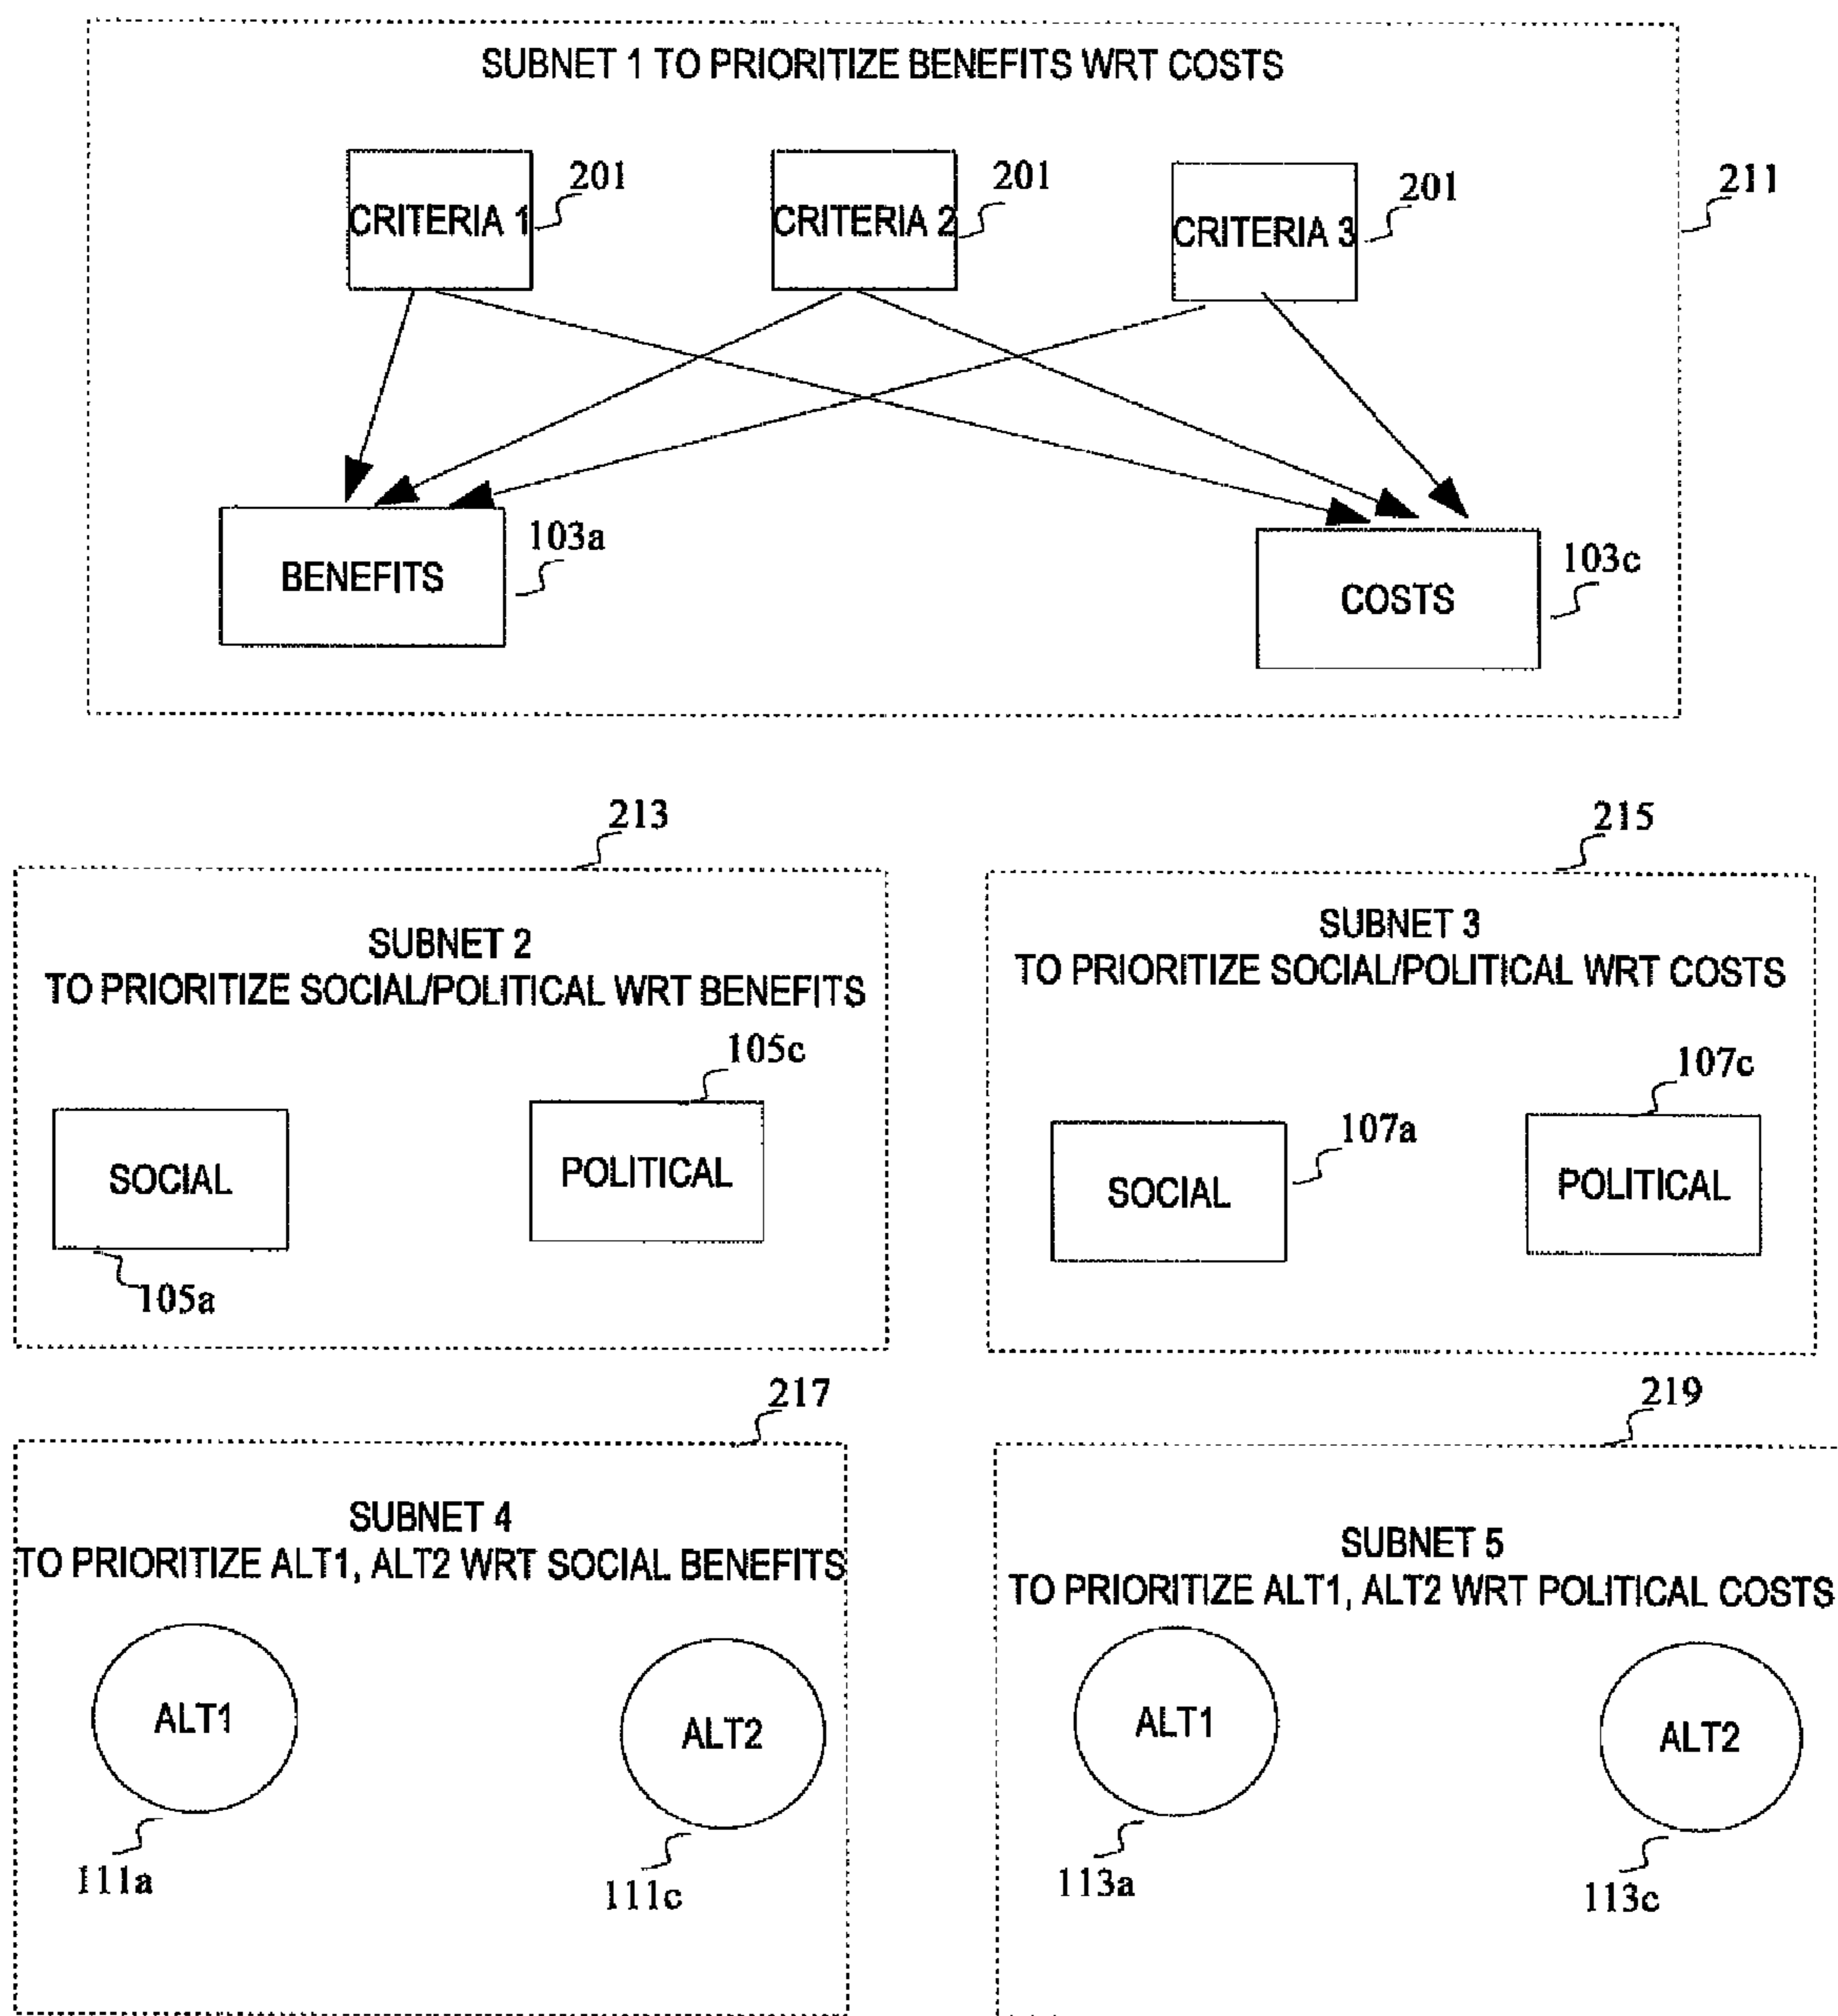 SUBNET 1 TO PRIORITIZE BENEFITS WRT COSTS
CRITERIA 1
201
CRITERIA 2
201
CRITERIA 3
201
211
BENEFITS
103a
COSTS
103c
213
SUBNET 2
TO PRIORITIZE SOCIAL/POLITICAL WRT BENEFITS
SOCIAL
105a
POLITICAL
105c
215
SUBNET 3
TO PRIORITIZE SOCIAL/POLITICAL WRT COSTS
SOCIAL
107a
POLITICAL
107c
217
SUBNET 4
TO PRIORITIZE ALT1, ALT2 WRT SOCIAL BENEFITS
ALT1
111a
ALT2
111c
219
SUBNET 5
TO PRIORITIZE ALT1, ALT2 WRT POLITICAL COSTS
ALT1
113a
ALT2
113c